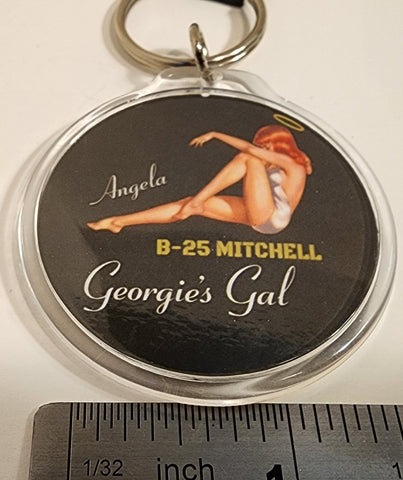 Angela
B-25 MITCHELL
Georgie's Gal
1/32 inch 1